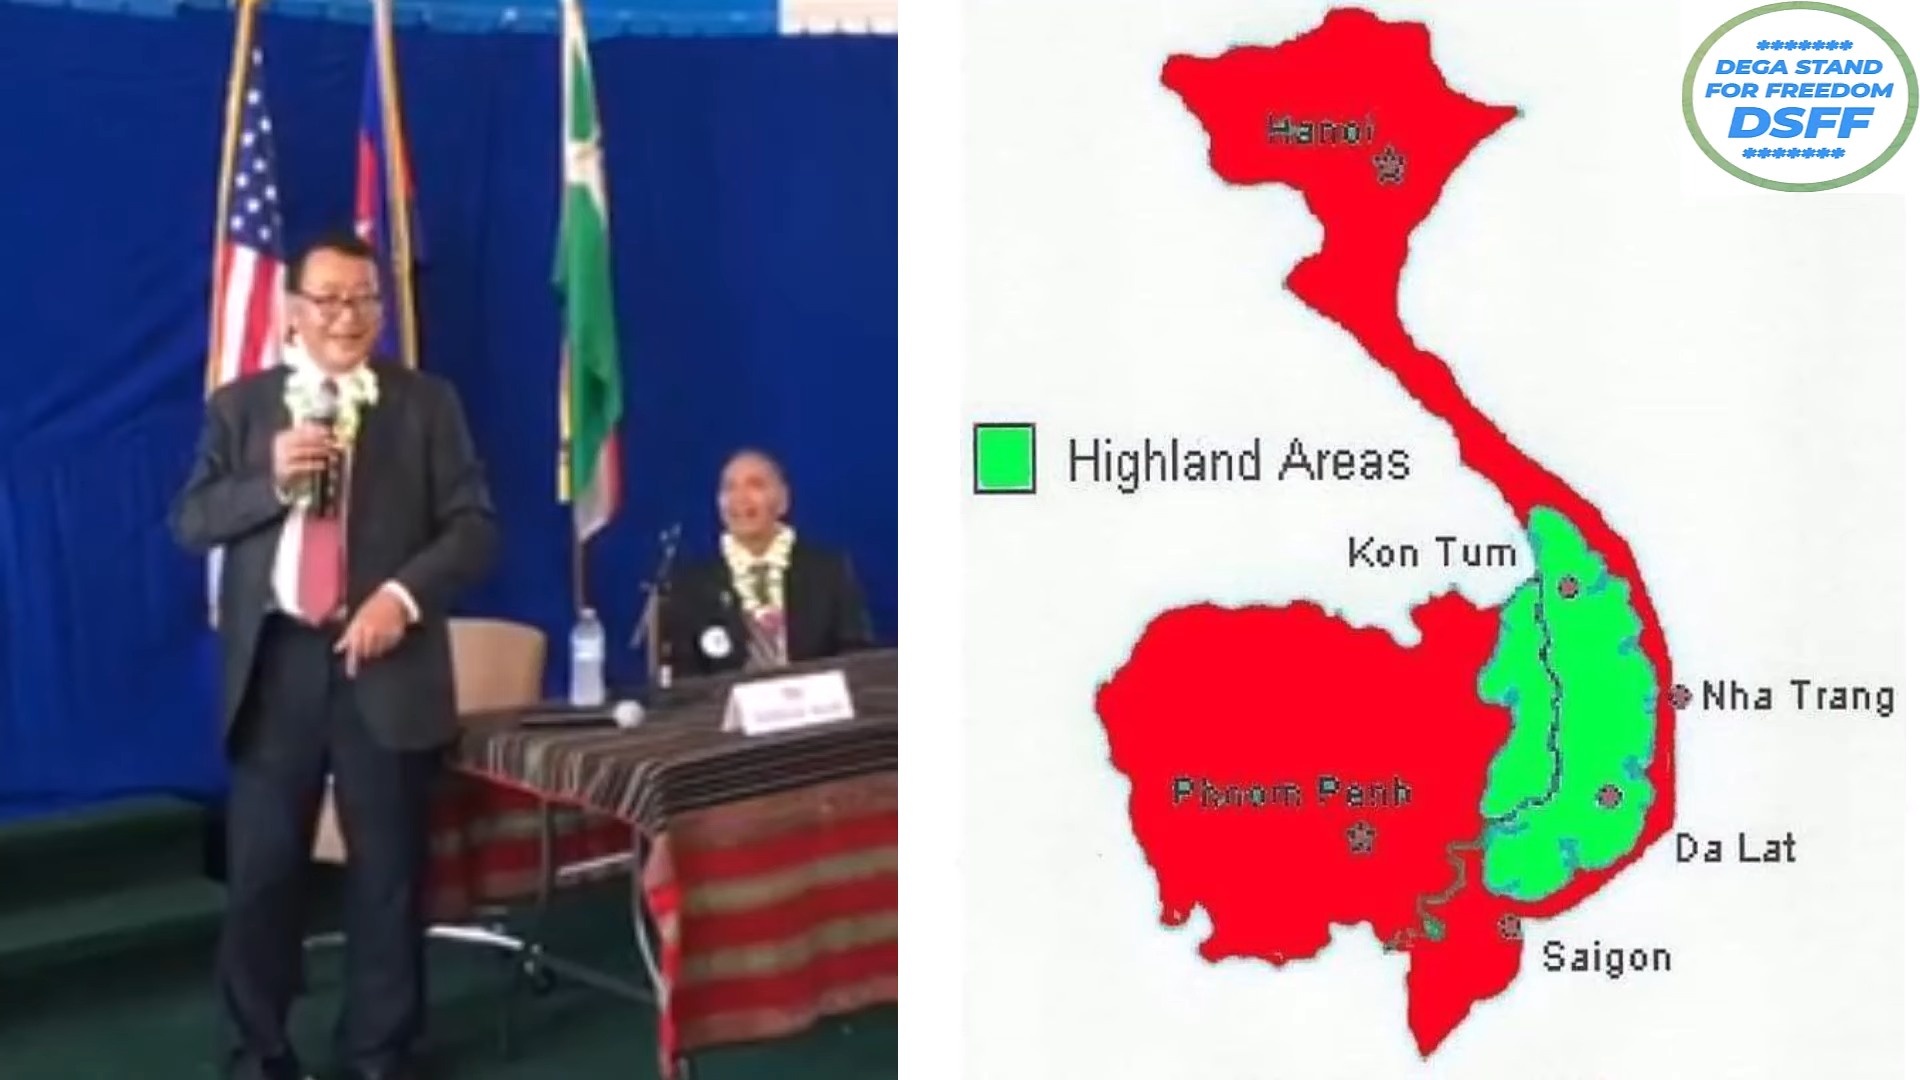 *******
DEGA STAND
FOR FREEDOM
DSFF
*******
Hanoi
Highland Areas
Kon Tum
Nha Trang
Phnom Penh
Da Lat
Saigon